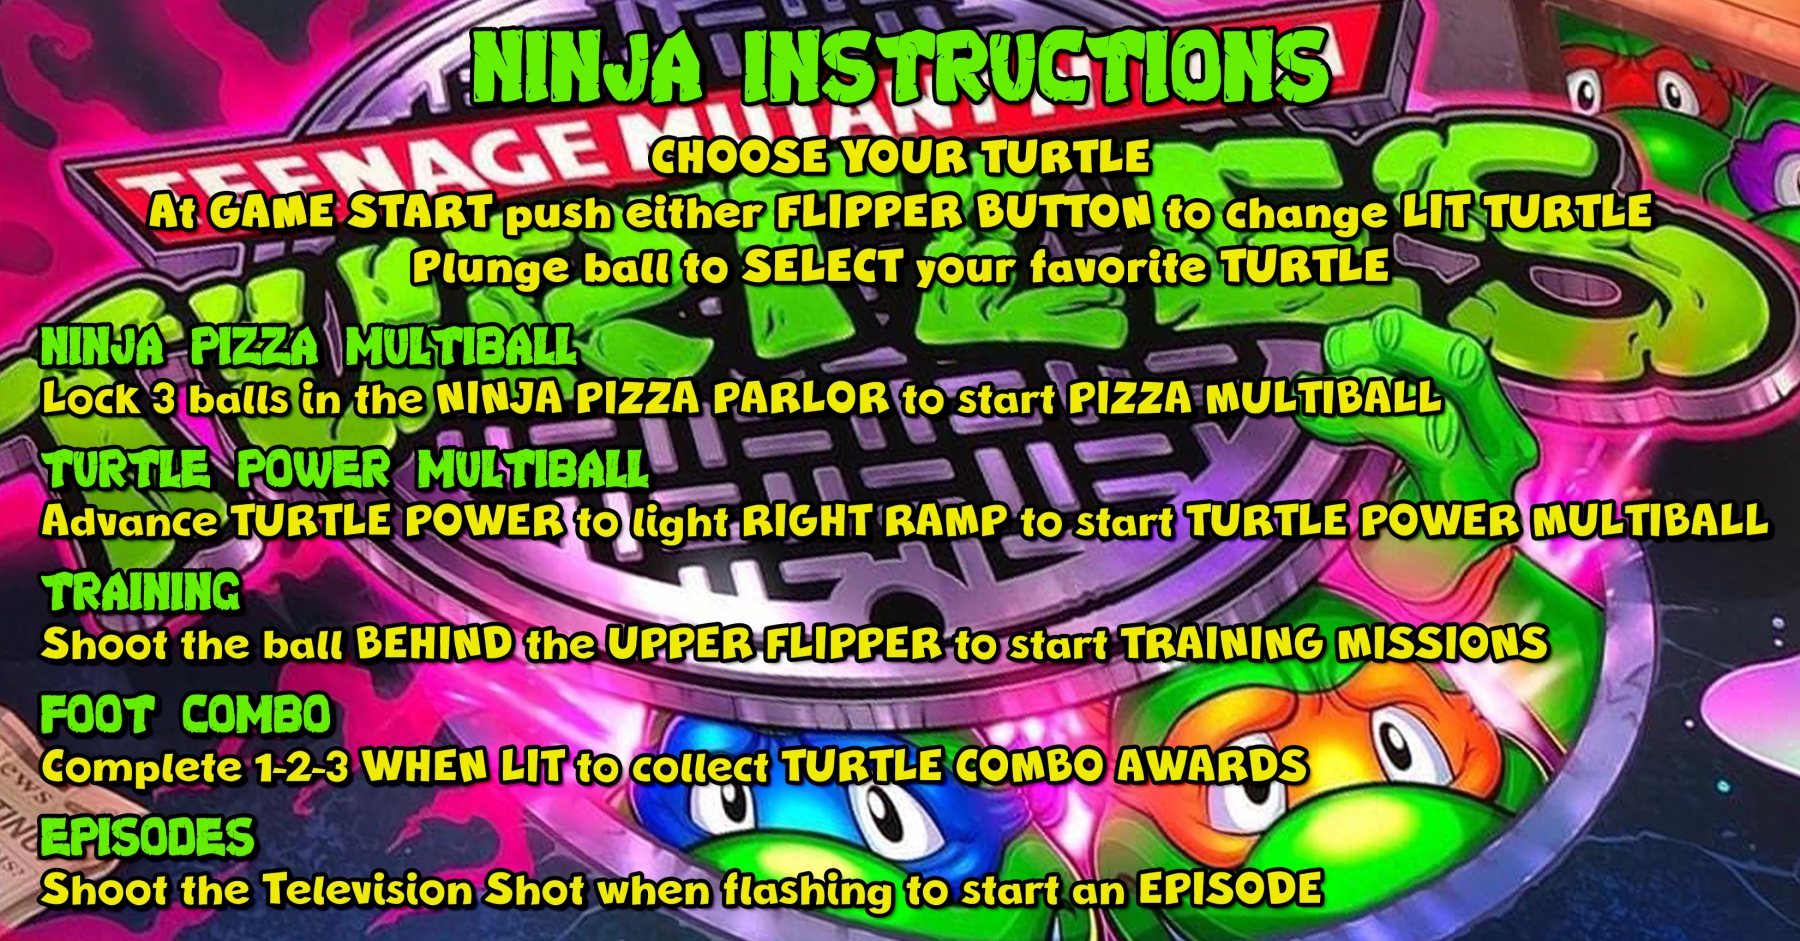 NINJA INSTRUCTIONS
TEENAGE MUTANT
TURTLES
CHOOSE YOUR TURTLE
At GAME START push either FLIPPER BUTTON to change LIT TURTLE
Plunge ball to SELECT your favorite TURTLE
NINJA PIZZA MULTIBALL
Lock 3 balls in the NINJA PIZZA PARLOR to start PIZZA MULTIBALL
TURTLE POWER MULTIBALL
Advance TURTLE POWER to light RIGHT RAMP to start TURTLE POWER MULTIBALL
TRAINING
Shoot the ball BEHIND the UPPER FLIPPER to start TRAINING MISSIONS
FOOT COMBO
Complete 1-2-3 WHEN LIT to collect TURTLE COMBO AWARDS
EPISODES
Shoot the Television Shot when flashing to start an EPISODE